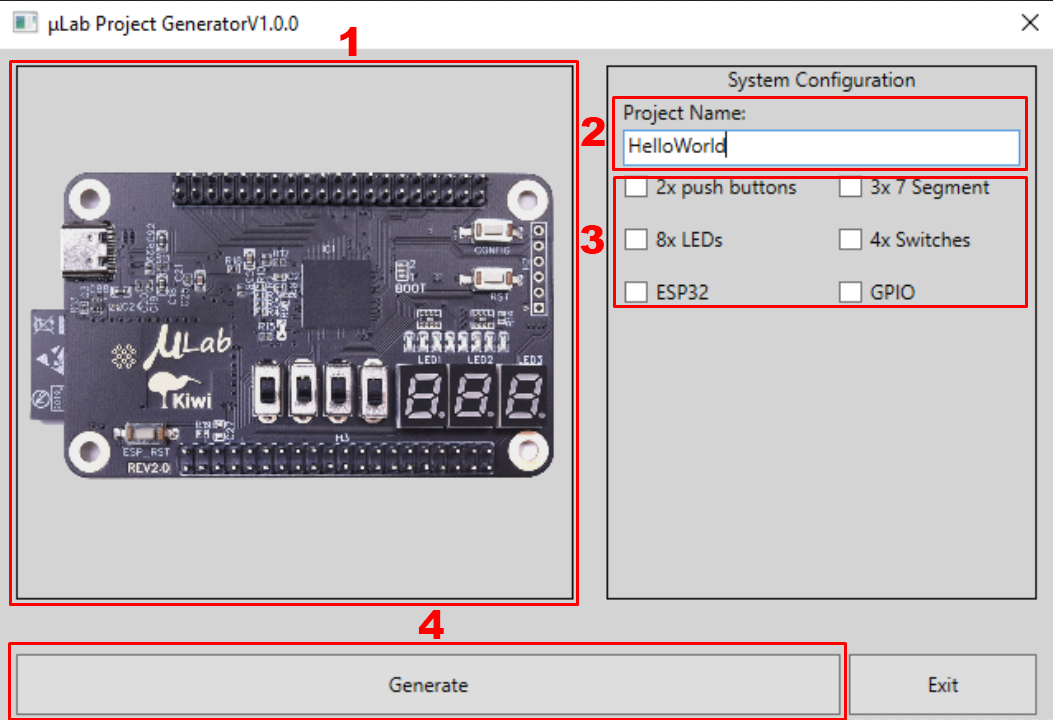 µLab Project GeneratorV1.0.0
1
System Configuration
2
Project Name:
HelloWorld
3
2x push buttons
3x 7 Segment
8x LEDs
4x Switches
ESP32
GPIO
CONFIG
BOOT
RST
µLab
Kiwi
LED1
LED2
LED3
ESP_RST
REV2.0
4
Generate
Exit